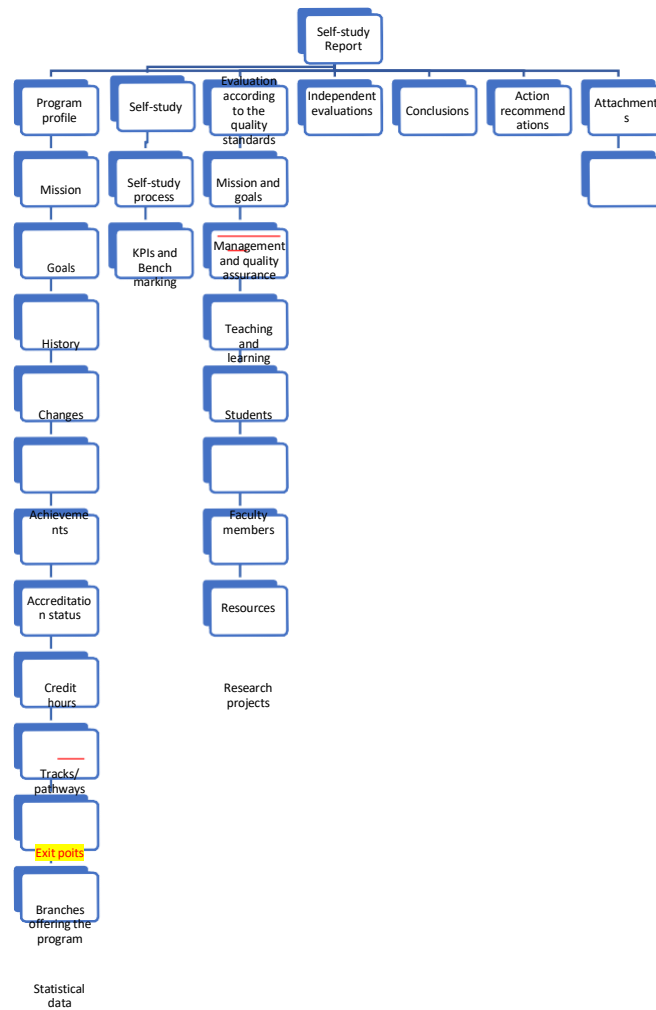 Self-study
Report
Program
profile
Self-study
Evaluation
according
to the
quality
standards
Independent
evaluations
Conclusions
Action
recommend
ations
Attachment
s
Mission
Self-study
process
Mission and
goals
Goals
KPIs and
Bench
marking
Management
and quality
assurance
History
Teaching
and
learning
Changes
Students
Achieveme
nts
Faculty
members
Accreditatio
n status
Resources
Credit
hours
Research
projects
Tracks/
pathways
Exit poits
Branches
offering the
program
Statistical
data